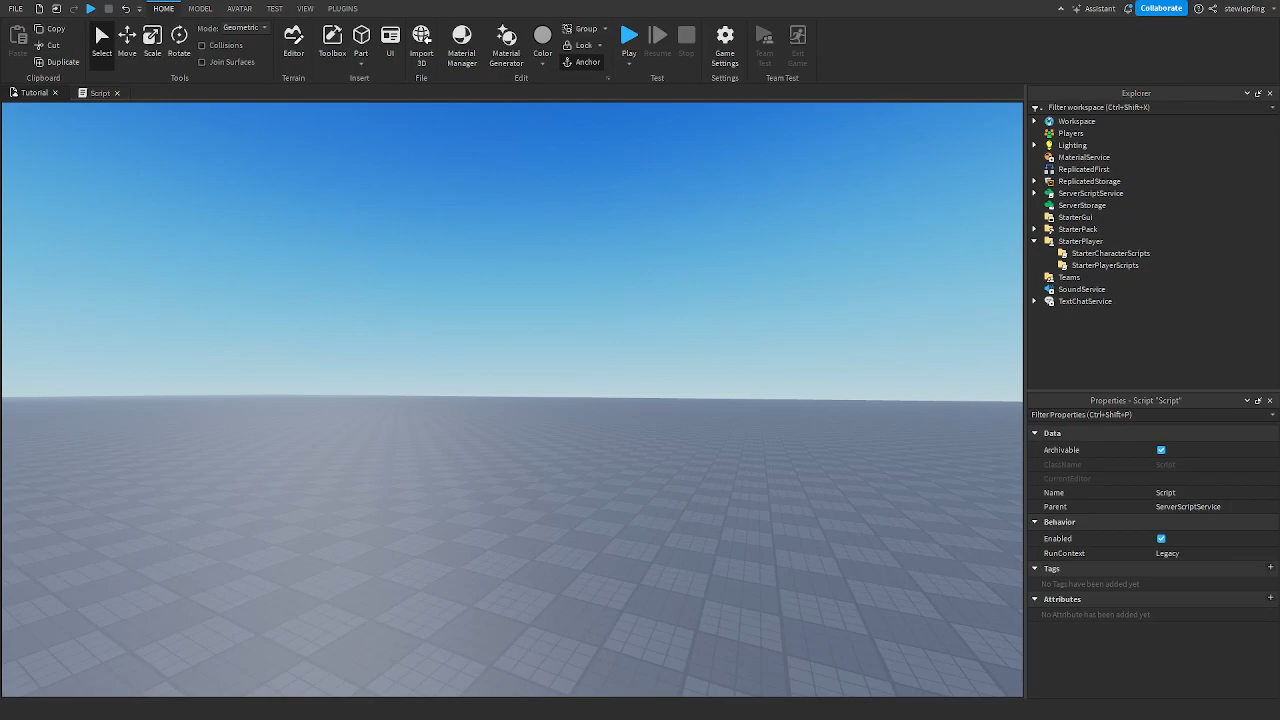 FILE HOME MODEL AVATAR TEST VIEW PLUGINS Assistant Collaborate stewiepfing
Paste Copy Cut Duplicate Clipboard
Select Move Scale Rotate Mode: Geometric Collisions Join Surfaces Tools
Editor Terrain
Toolbox Part UI Insert
Import 3D File
Material Manager Material Generator Color Group Lock Anchor Edit
Play Resume Stop Test
Game Settings Settings
Team Test Exit Game Team Test
Tutorial Script
Explorer
Filter workspace (Ctrl+Shift+X)
Workspace
Players
Lighting
MaterialService
ReplicatedFirst
ReplicatedStorage
ServerScriptService
ServerStorage
StarterGui
StarterPack
StarterPlayer
StarterCharacterScripts
StarterPlayerScripts
Teams
SoundService
TextChatService
Properties - Script "Script"
Filter Properties (Ctrl+Shift+P)
Data
Archivable
ClassName Script
CurrentEditor
Name Script
Parent ServerScriptService
Behavior
Enabled
RunContext Legacy
Tags
No Tags have been added yet
Attributes
No Attribute has been added yet